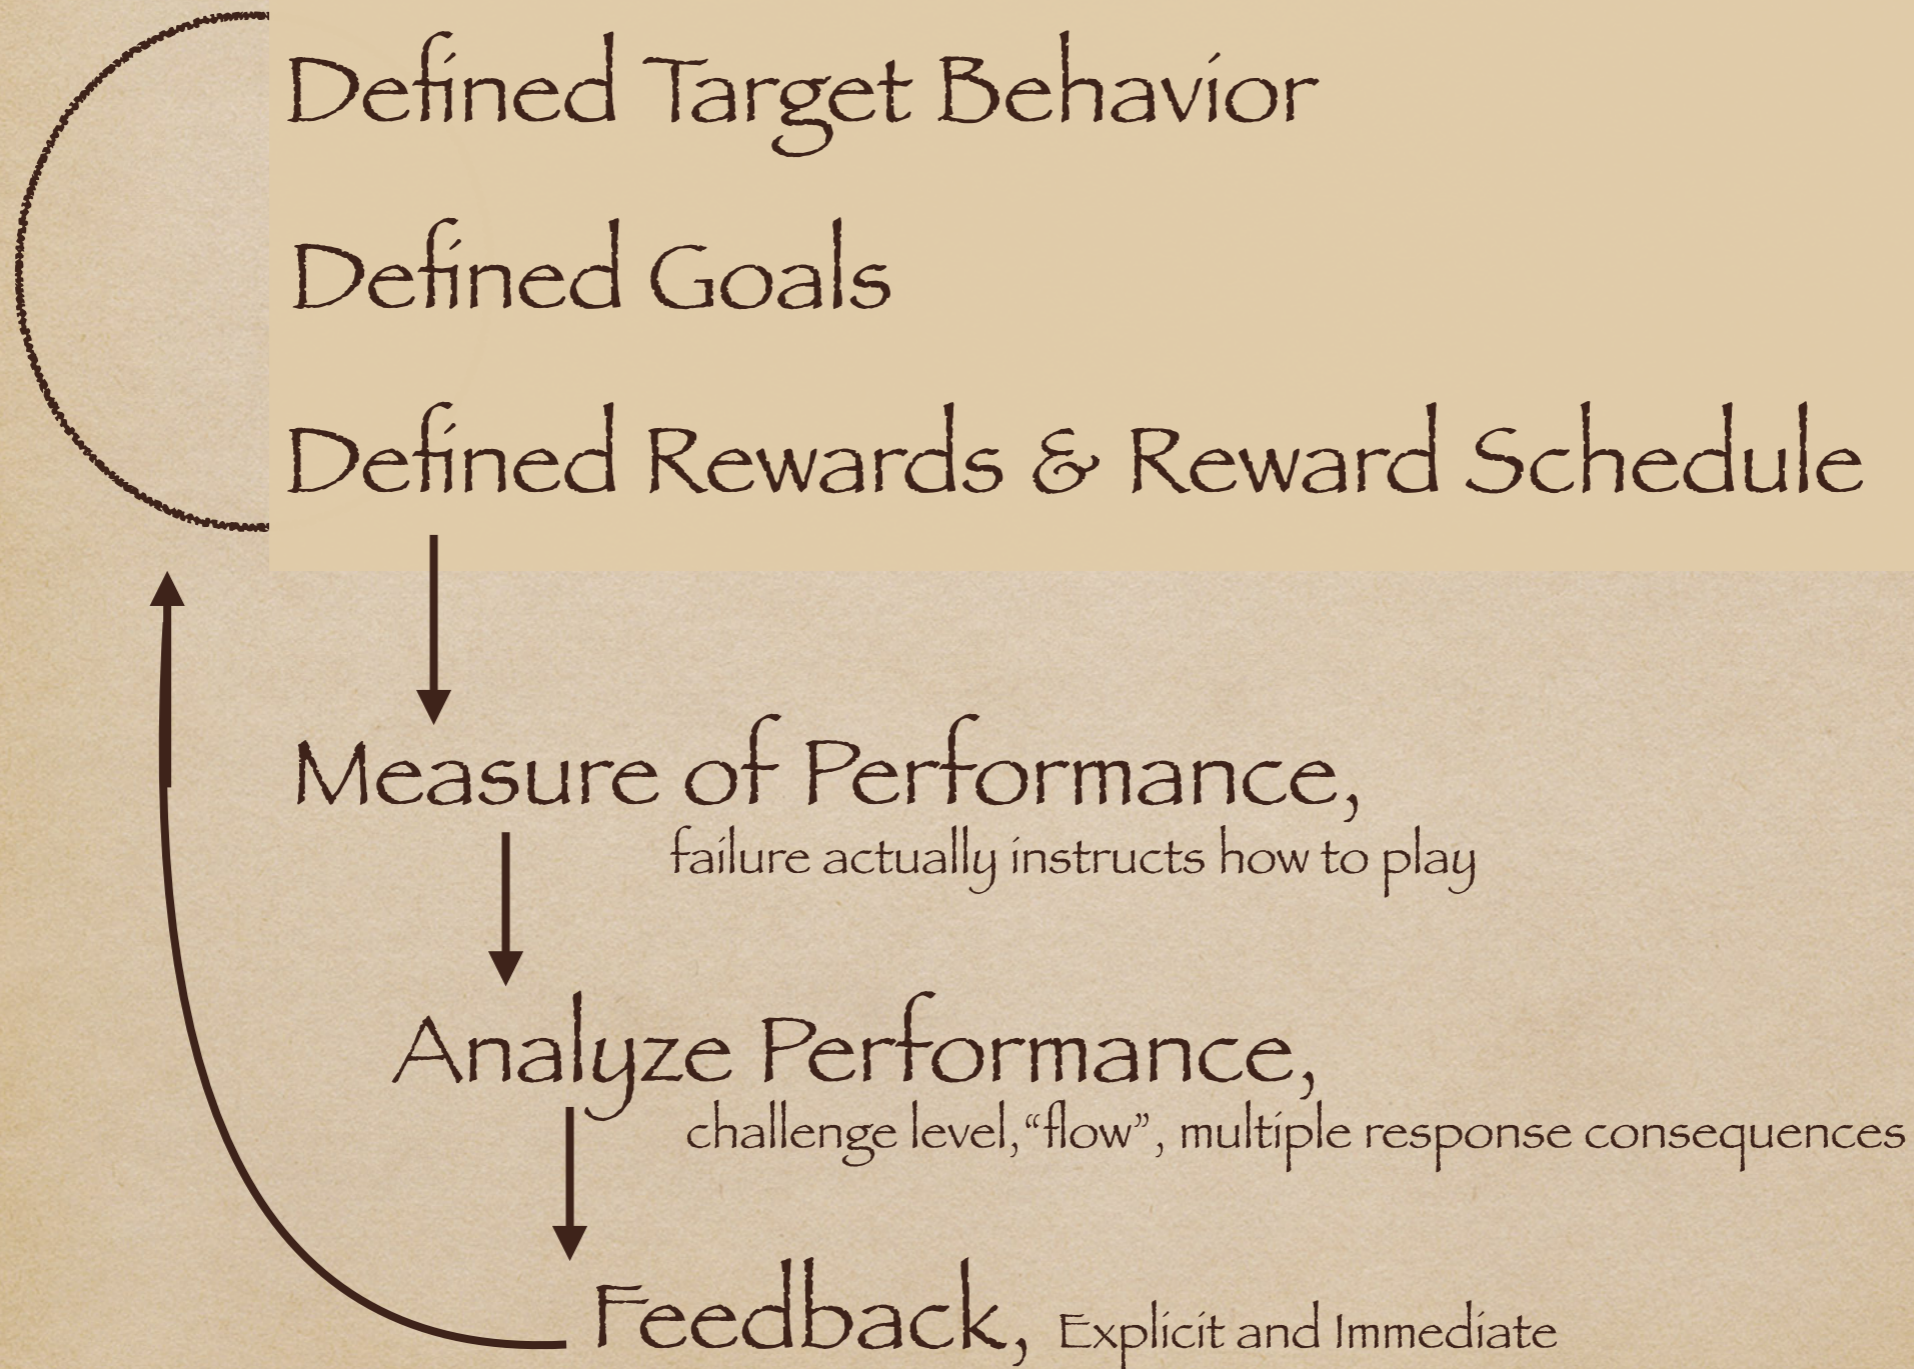 Defined Target Behavior
Defined Goals
Defined Rewards & Reward Schedule
Measure of Performance,
failure actually instructs how to play
Analyze Performance,
challenge level, “flow”, multiple response consequences
Feedback, Explicit and Immediate